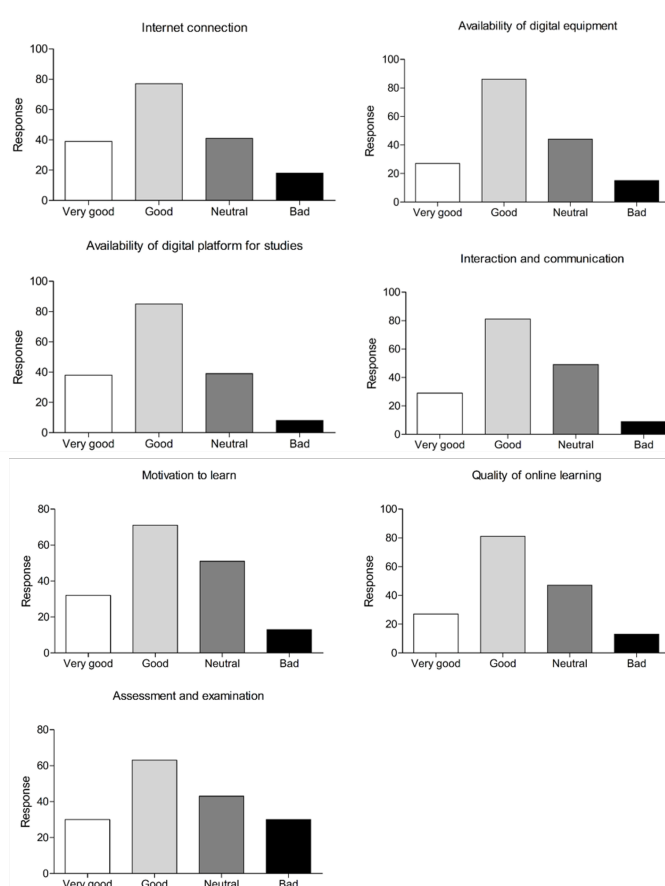 Internet connection
100
80
60
40
20
0
Response
Very good Good Neutral Bad
Availability of digital equipment
100
80
60
40
20
0
Response
Very good Good Neutral Bad
Availability of digital platform for studies
100
80
60
40
20
0
Response
Very good Good Neutral Bad
Interaction and communication
100
80
60
40
20
0
Response
Very good Good Neutral Bad
Motivation to learn
80
60
40
20
0
Response
Very good Good Neutral Bad
Quality of online learning
100
80
60
40
20
0
Response
Very good Good Neutral Bad
Assessment and examination
80
60
40
20
0
Response
Very good Good Neutral Bad